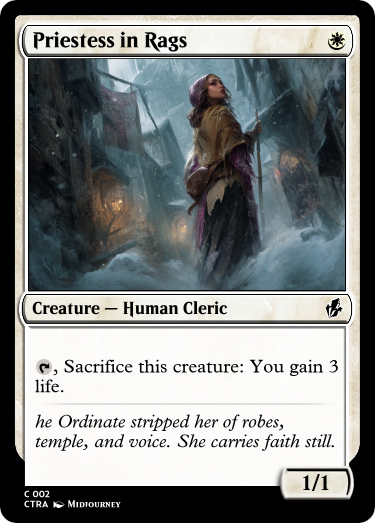 Priestess in Rags
Creature — Human Cleric
, Sacrifice this creature: You gain 3
life.
he Ordinate stripped her of robes,
temple, and voice. She carries faith still.
1/1
C 002
CTRA Midjourney